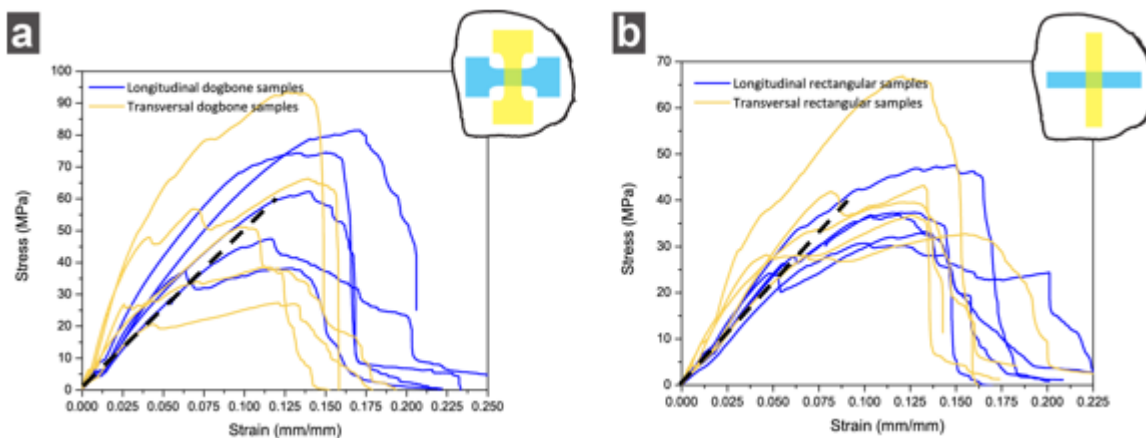 a
Longitudinal dogbone samples
Transversal dogbone samples
Stress (MPa)
100
90
80
70
60
50
40
30
20
10
0
0.000 0.025 0.050 0.075 0.100 0.125 0.150 0.175 0.200 0.225 0.250
Strain (mm/mm)
b
Longitudinal rectangular samples
Transversal rectangular samples
Stress (MPa)
70
60
50
40
30
20
10
0
0.000 0.025 0.050 0.075 0.100 0.125 0.150 0.175 0.200 0.225
Strain (mm/mm)